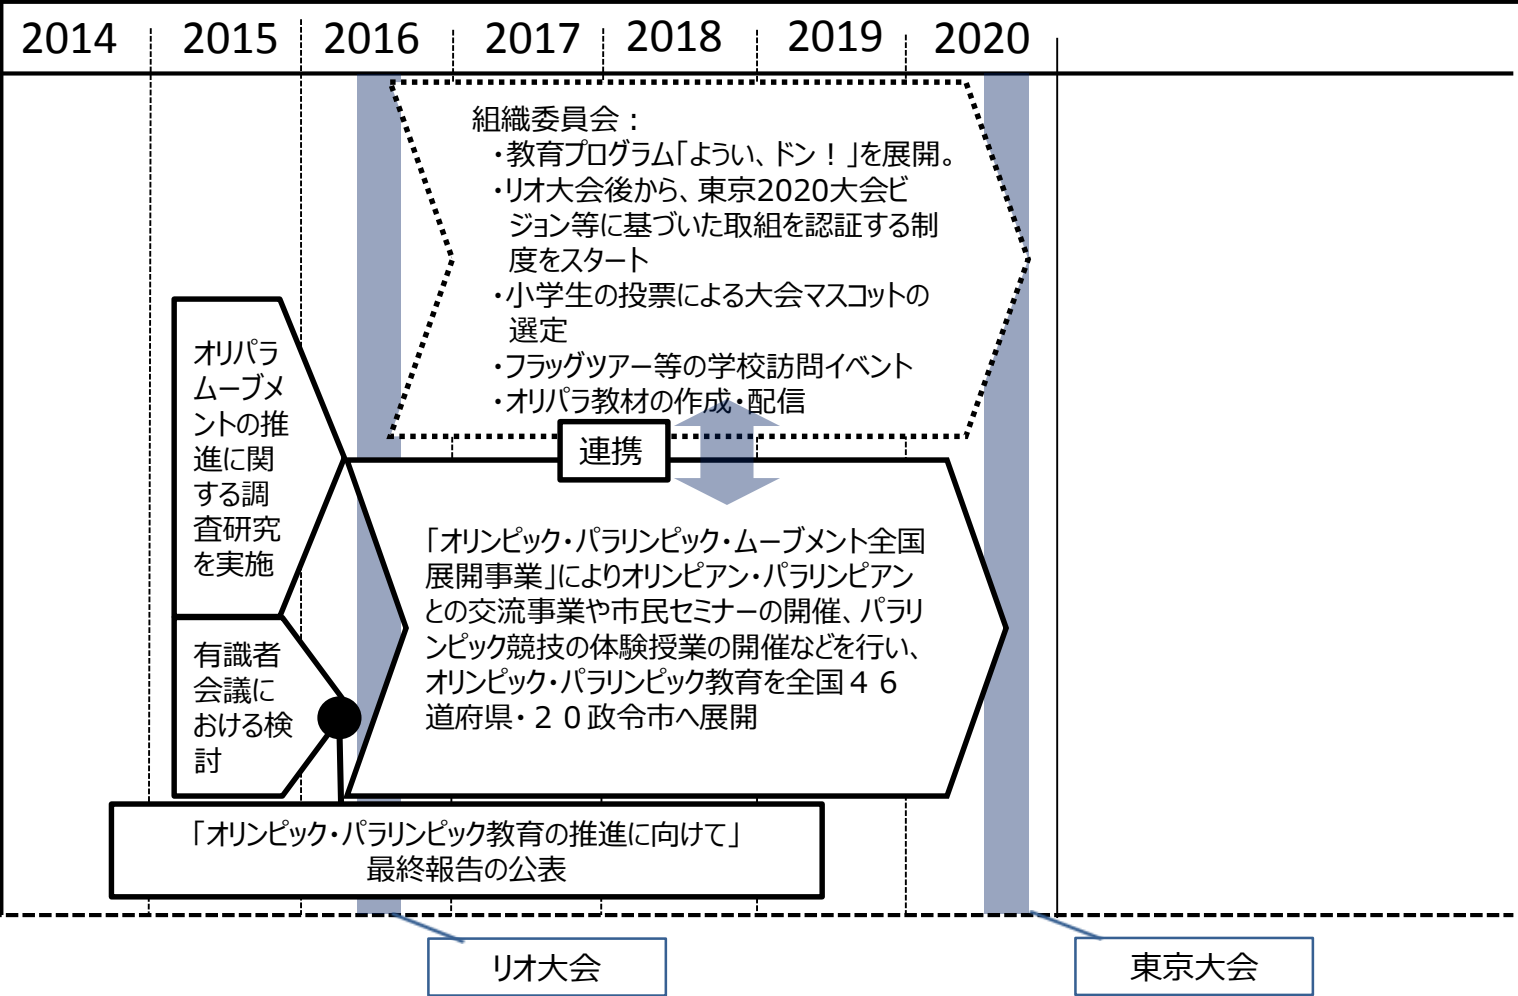 2014 2015 2016 2017 2018 2019 2020
組織委員会：
・教育プログラム「ようい、ドン！」を展開。
・リオ大会後から、東京2020大会ビ
ジョン等に基づいた取組を認証する制
度をスタート
・小学生の投票による大会マスコットの
選定
・フラッグツアー等の学校訪問イベント
・オリパラ教材の作成・配信
オリパラ
ムーブメ
ントの推
進に関
する調
査研究
を実施
連携
「オリンピック・パラリンピック・ムーブメント全国
展開事業」によりオリンピアン・パラリンピアン
との交流事業や市民セミナーの開催、パラリ
ンピック競技の体験授業の開催などを行い、
オリンピック・パラリンピック教育を全国４６
道府県・２０政令市へ展開
有識者
会議に
おける検
討
「オリンピック・パラリンピック教育の推進に向けて」
最終報告の公表
リオ大会
東京大会